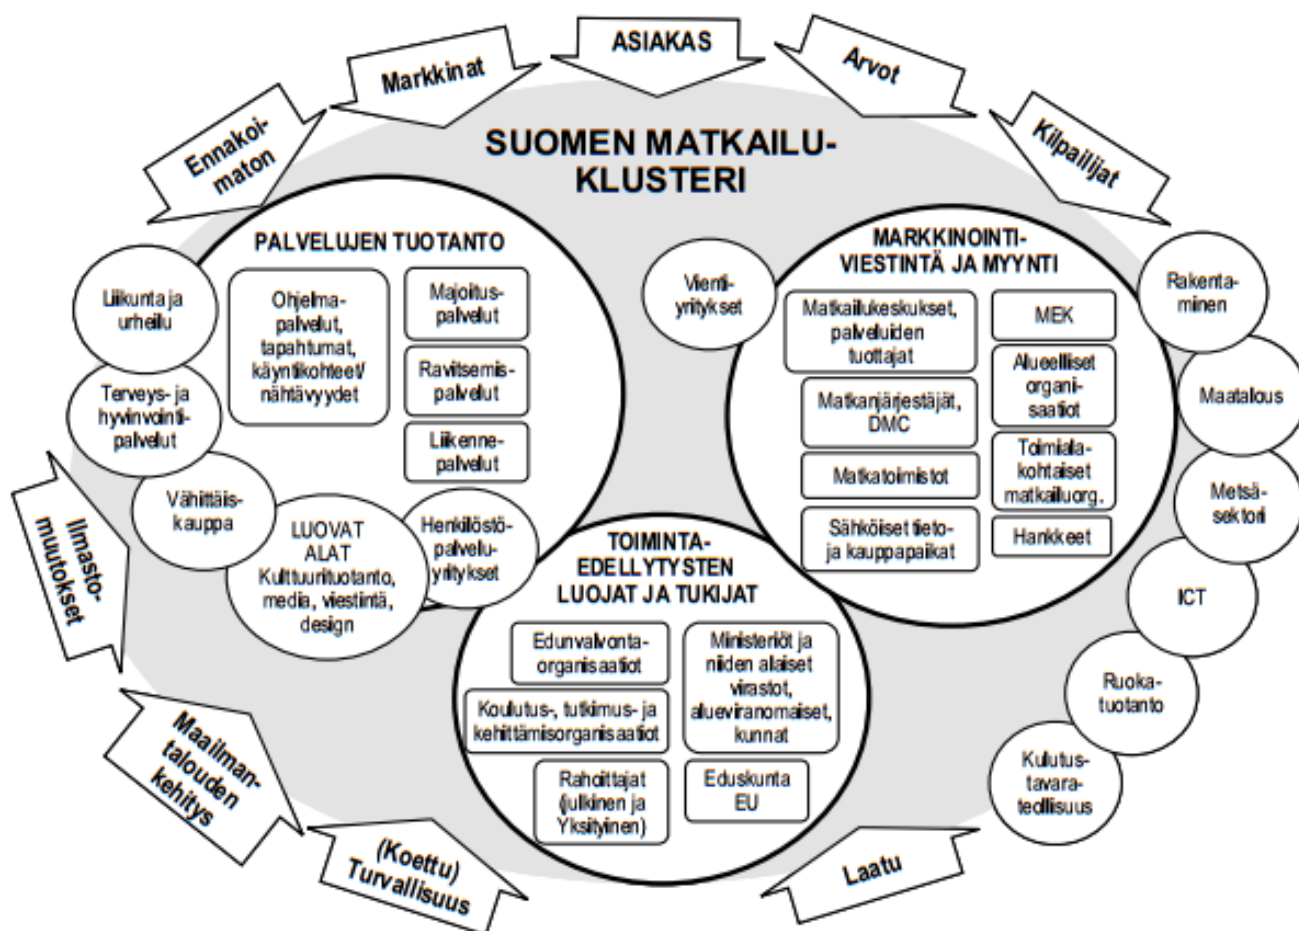 ASIAKAS
Markkinat
Arvot
Ennakoi-
maton
Kilpailijat
SUOMEN MATKAILU-
KLUSTERI
PALVELUJEN TUOTANTO
Ohjelma-
palvelut,
tapahtumat,
käyntikohteet/
nähtävyydet
Majoitus-
palvelut
Ravitsemis-
palvelut
Liikenne-
palvelut
Liikunta ja
urheilu
Terveys- ja
hyvinvointi-
palvelut
Vähittäis-
kauppa
LUOVAT
ALAT
Kulttuurituotanto,
media, viestintä,
design
Henkilöstö-
palvelu-
yritykset
Vienti-
yritykset
MARKKINOINTI-
VIESTINTÄ JA MYYNTI
Matkailukeskukset,
palveluiden
tuottajat
Matkanjärjestäjät,
DMC
Matkatoimistot
Sähköiset tieto-
ja kauppapaikat
MEK
Alueelliset
organi-
saatiot
Toimiala-
kohtaiset
matkailuorg.
Hankkeet
Rakenta-
minen
Maatalous
Metsä-
sektori
ICT
Ruoka-
tuotanto
Kulutus-
tavara-
teollisuus
TOIMINTA-
EDELLYTYSTEN
LUOJAT JA TUKIJAT
Edunvalvonta-
organisaatiot
Koulutus-, tutkimus- ja
kehittämisorganisaatiot
Rahoittajat
(julkinen ja
Yksityinen)
Ministeriöt ja
niiden alaiset
virastot,
alueviranomaiset,
kunnat
Eduskunta
EU
Ilmasto-
muutokset
Maailman-
talouden
kehitys
(Koettu)
Turvallisuus
Laatu